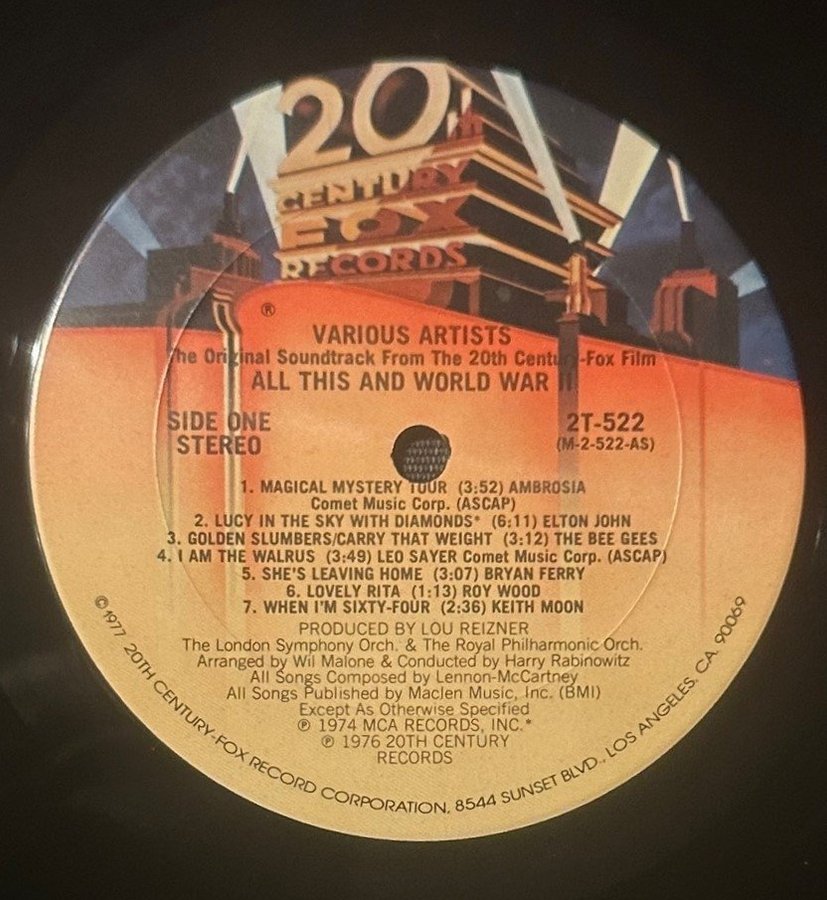 20th
CENTURY
FOX
RECORDS
®
VARIOUS ARTISTS
The Original Soundtrack From The 20th Century-Fox Film
ALL THIS AND WORLD WAR II
SIDE ONE
STEREO
2T-522
(M-2-522-AS)
1. MAGICAL MYSTERY TOUR (3:52) AMBROSIA
Comet Music Corp. (ASCAP)
2. LUCY IN THE SKY WITH DIAMONDS* (6:11) ELTON JOHN
3. GOLDEN SLUMBERS/CARRY THAT WEIGHT (3:12) THE BEE GEES
4. I AM THE WALRUS (3:49) LEO SAYER Comet Music Corp. (ASCAP)
5. SHE'S LEAVING HOME (3:07) BRYAN FERRY
6. LOVELY RITA (1:13) ROY WOOD
7. WHEN I'M SIXTY-FOUR (2:36) KEITH MOON
PRODUCED BY LOU REIZNER
The London Symphony Orch. & The Royal Philharmonic Orch.
Arranged by Wil Malone & Conducted by Harry Rabinowitz
All Songs Composed by Lennon-McCartney
All Songs Published by Maclen Music, Inc. (BMI)
Except As Otherwise Specified
℗ 1974 MCA RECORDS, INC.*
℗ 1976 20TH CENTURY
RECORDS
© 1977 20TH CENTURY-FOX RECORD CORPORATION, 8544 SUNSET BLVD., LOS ANGELES, CA. 90069